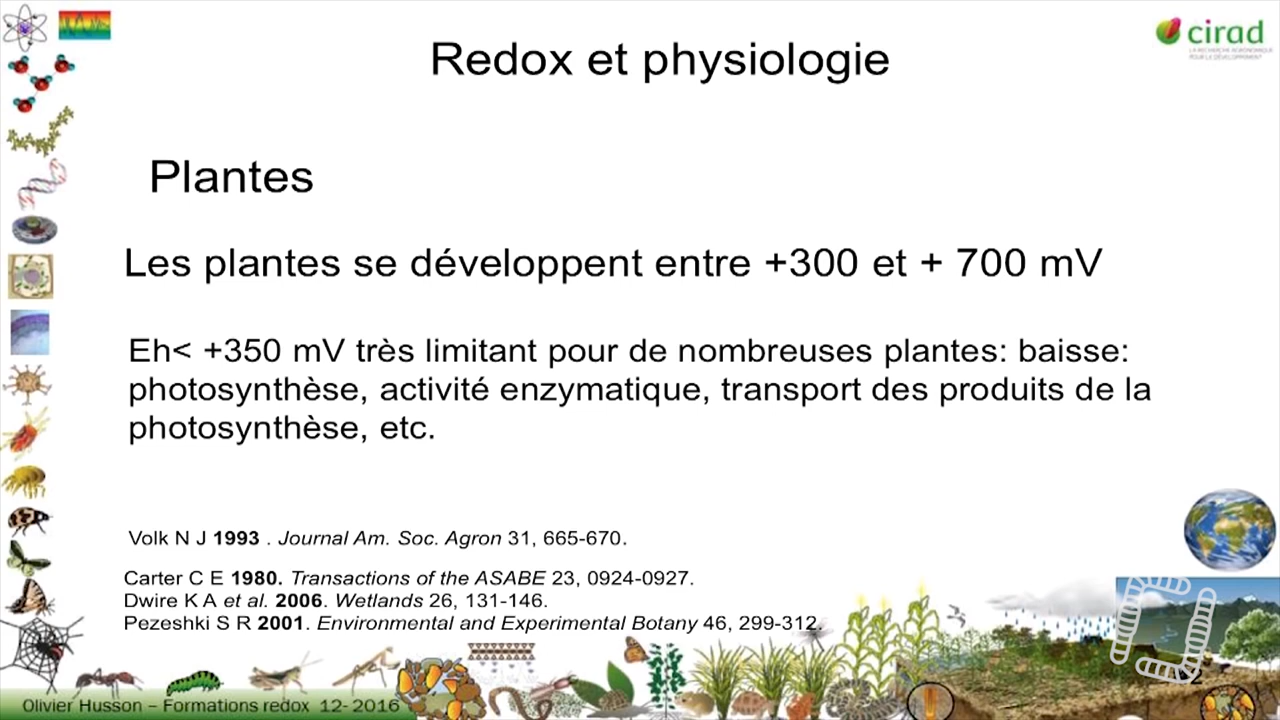 Redox et physiologie
cirad
LA RECHERCHE AGRONOMIQUE
POUR LE DÉVELOPPEMENT
Plantes
Les plantes se développent entre +300 et + 700 mV
Eh< +350 mV très limitant pour de nombreuses plantes: baisse:
photosynthèse, activité enzymatique, transport des produits de la
photosynthèse, etc.
Volk N J 1993 . Journal Am. Soc. Agron 31, 665-670.
Carter C E 1980. Transactions of the ASABE 23, 0924-0927.
Dwire K A et al. 2006. Wetlands 26, 131-146.
Pezeshki S R 2001. Environmental and Experimental Botany 46, 299-312.
Olivier Husson – Formations redox 12- 2016